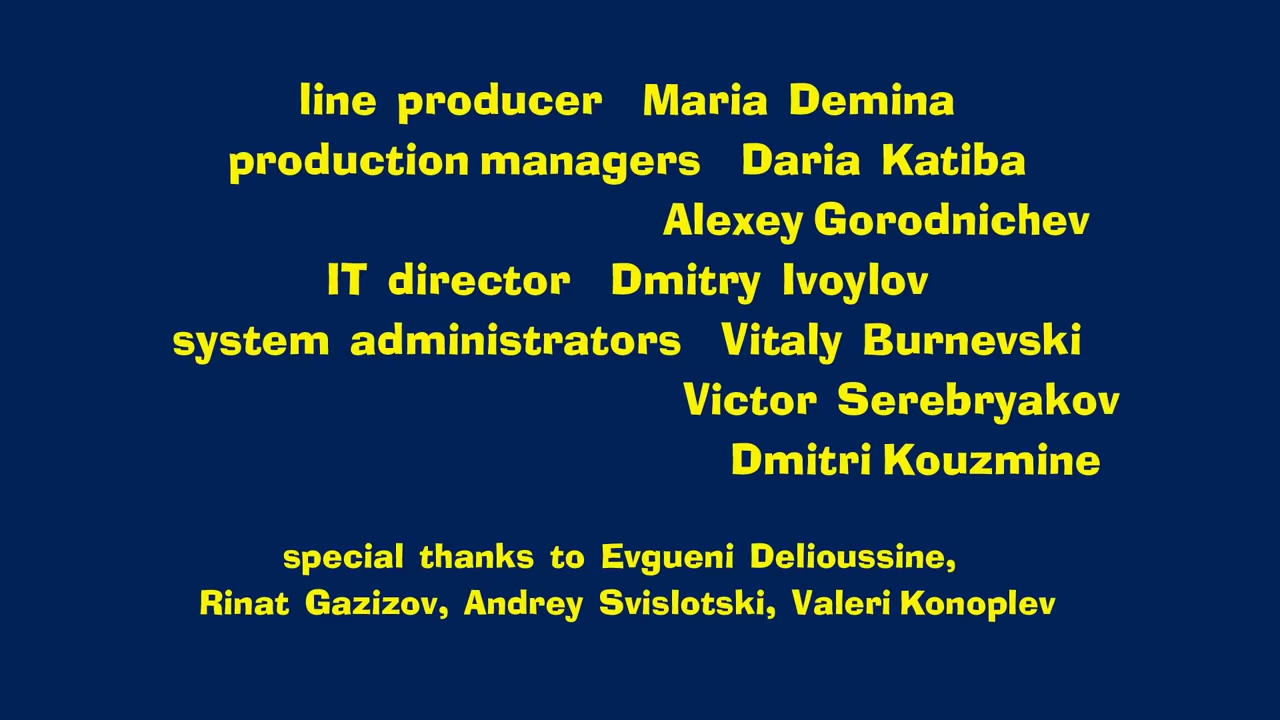 line producer Maria Demina
production managers Daria Katiba
Alexey Gorodnichev
IT director Dmitry Ivoylov
system administrators Vitaly Burnevski
Victor Serebryakov
Dmitri Kouzmine
special thanks to Evgueni Delioussine,
Rinat Gazizov, Andrey Svislotski, Valeri Konoplev